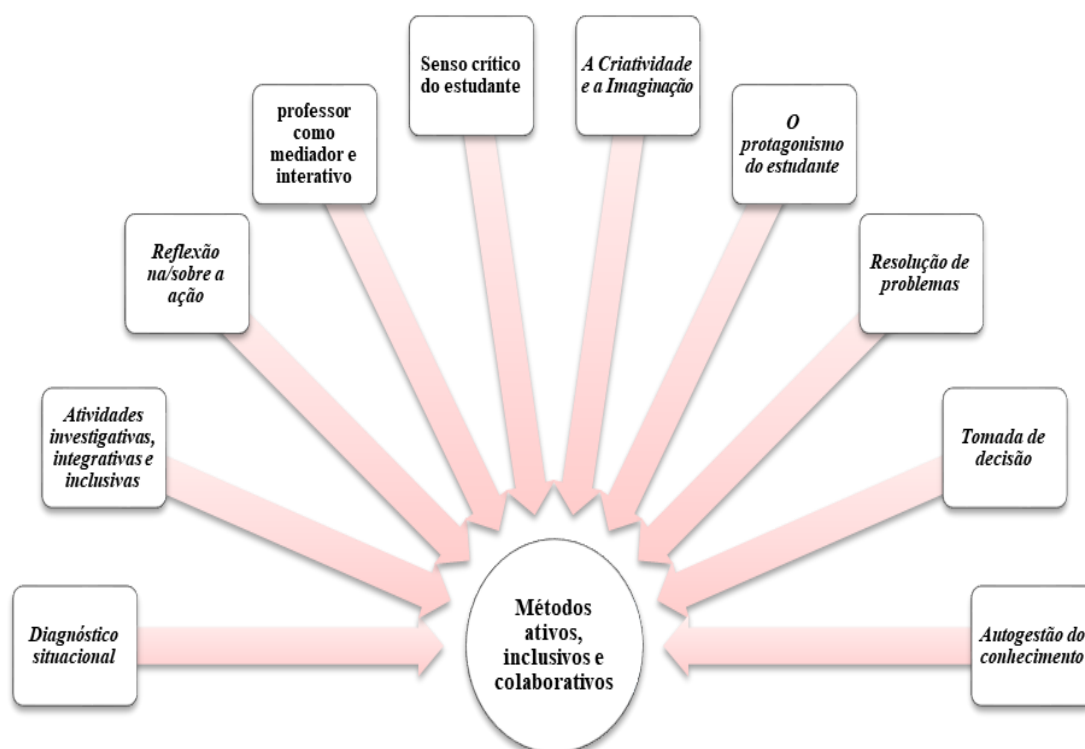 Diagnóstico
situacional
Atividades
investigativas,
integrativas e
inclusivas
Reflexão
na/sobre a
ação
professor
como
mediador e
interativo
Senso crítico
do estudante
A Criatividade
e a Imaginação
O
protagonismo
do estudante
Resolução de
problemas
Tomada de
decisão
Autogestão do
conhecimento
Métodos
ativos,
inclusivos e
colaborativos